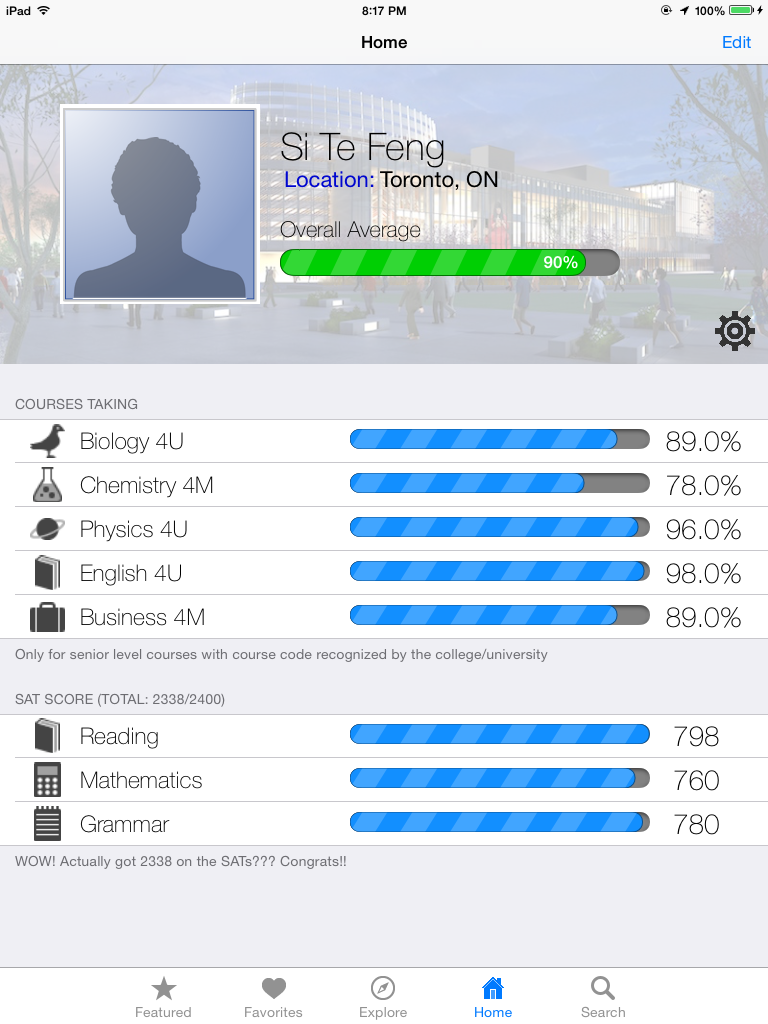 iPad 8:17 PM 100%
Home Edit
Si Te Feng
Location: Toronto, ON
Overall Average
90%
COURSES TAKING
Biology 4U 89.0%
Chemistry 4M 78.0%
Physics 4U 96.0%
English 4U 98.0%
Business 4M 89.0%
Only for senior level courses with course code recognized by the college/university
SAT SCORE (TOTAL: 2338/2400)
Reading 798
Mathematics 760
Grammar 780
WOW! Actually got 2338 on the SATs??? Congrats!!
Featured Favorites Explore Home Search